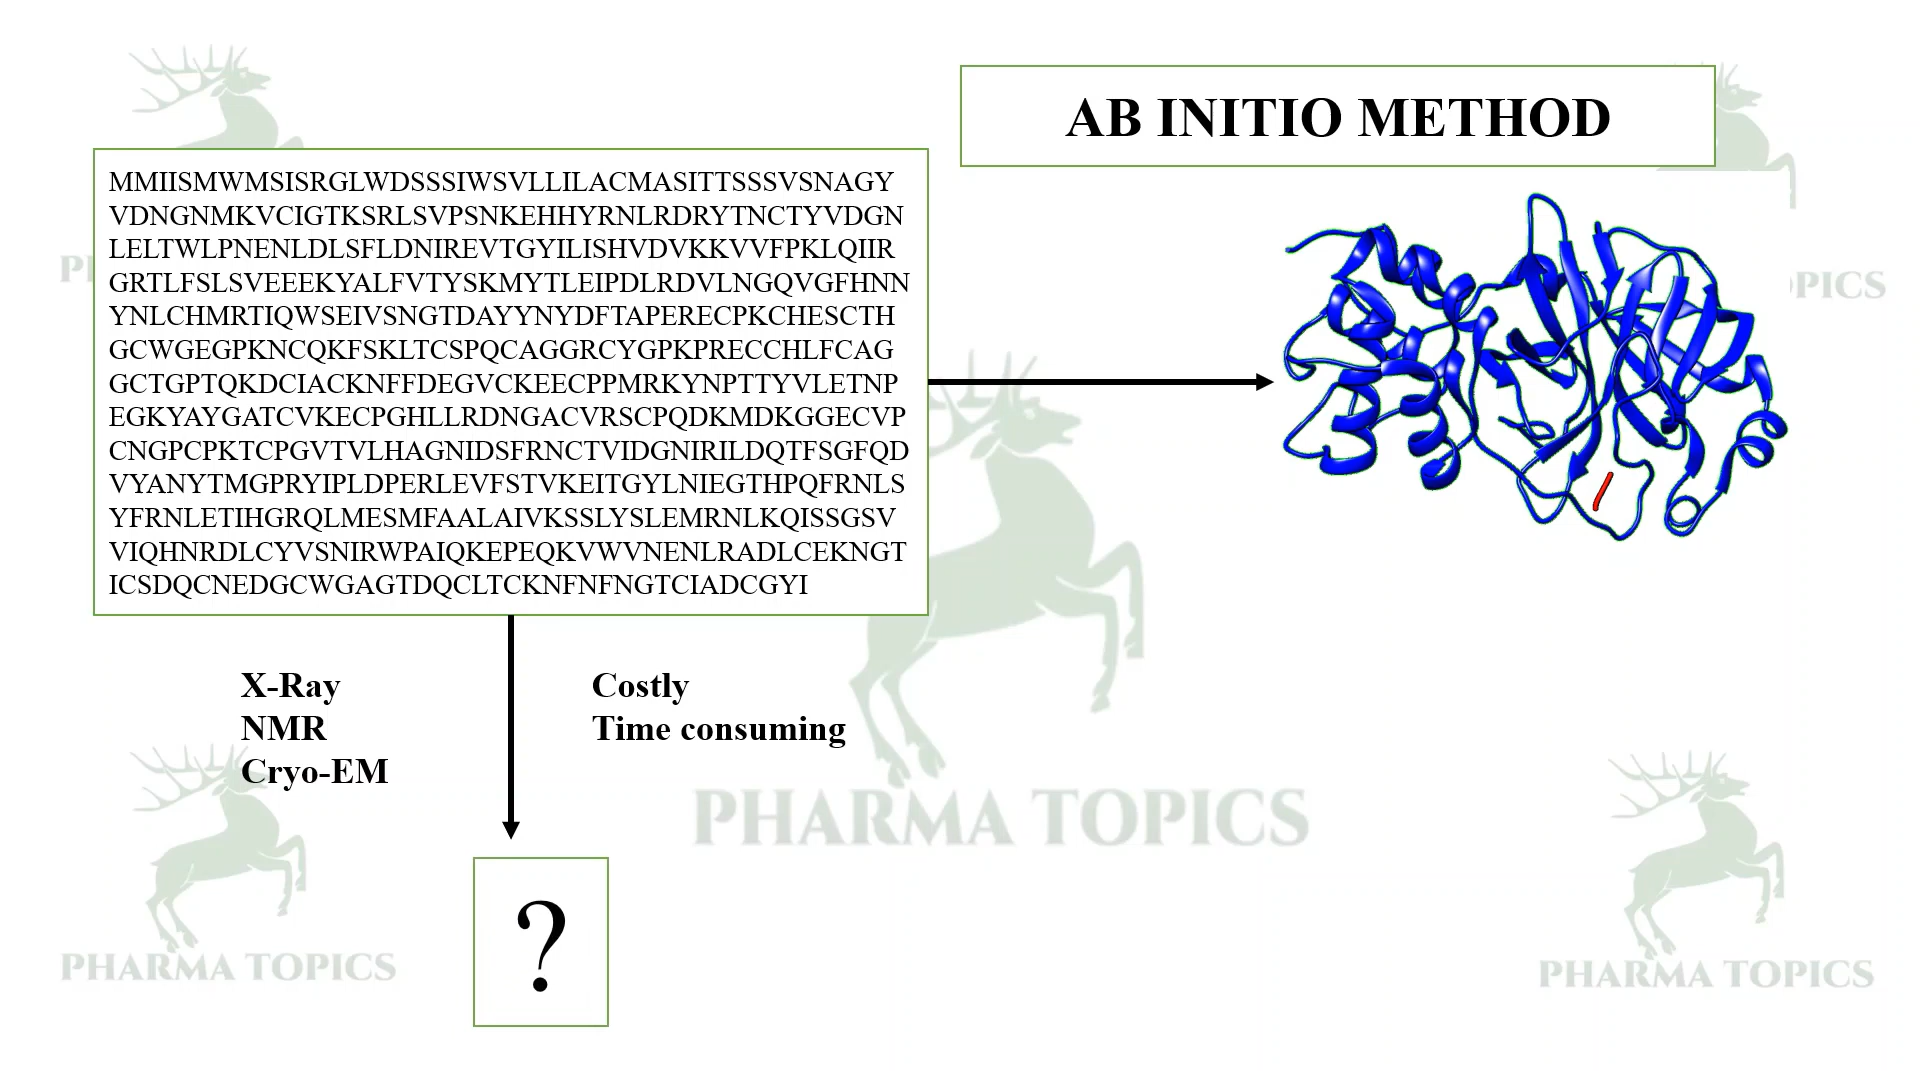 AB INITIO METHOD
MMIISMWMSISRGLWDSSSIWSVLLILACMASITTSSSVSNAGY
VDNGNMKVCIGTKSRLSVPSNKEHHYRNLRDRYTNCTYVDGN
LELTWLPNENLDLSFLDNIREVTGYILISHVDVKKVVFPKLQIIR
GRTLFSLSVEEEKYALFVTYSKMYTLEIPDLRDVLNGQVGFHNN
YNLCHMRTIQWSEIVSNGTDAYYNYDFTAPERECPKCHESCTH
GCWGEGPKNCQKFSKLTCSPQCAGGRCYGPKPRECCHLFCAG
GCTGPTQKDCIACKNFFDEGVCKEECPPMRKYNPTTYVLETNP
EGKYAYGATCVKECPGHLLRDNGACVRSCPQDKMDKGGECVP
CNGPCPKTCPGVTVLHAGNIDSFRNCTVIDGNIRILDQTFSGFQD
VYANYTMGPRYIPLDPERLEVFSTVKEITGYLNIEGTHPQFRNLS
YFRNLETIHGRQLMESMFAALAIVKSSLYSLEMRNLKQISSGSV
VIQHNRDLCYVSNIRWPAIQKEPEQKVWVNENLRADLCEKNGT
ICSDQCNEDGCWGAGTDQCLTCKNFNFNGTCIADCGYI
X-Ray
NMR
Cryo-EM
Costly
Time consuming
?
PHARMA TOPICS
PHARMA TOPICS
PHARMA TOPICS